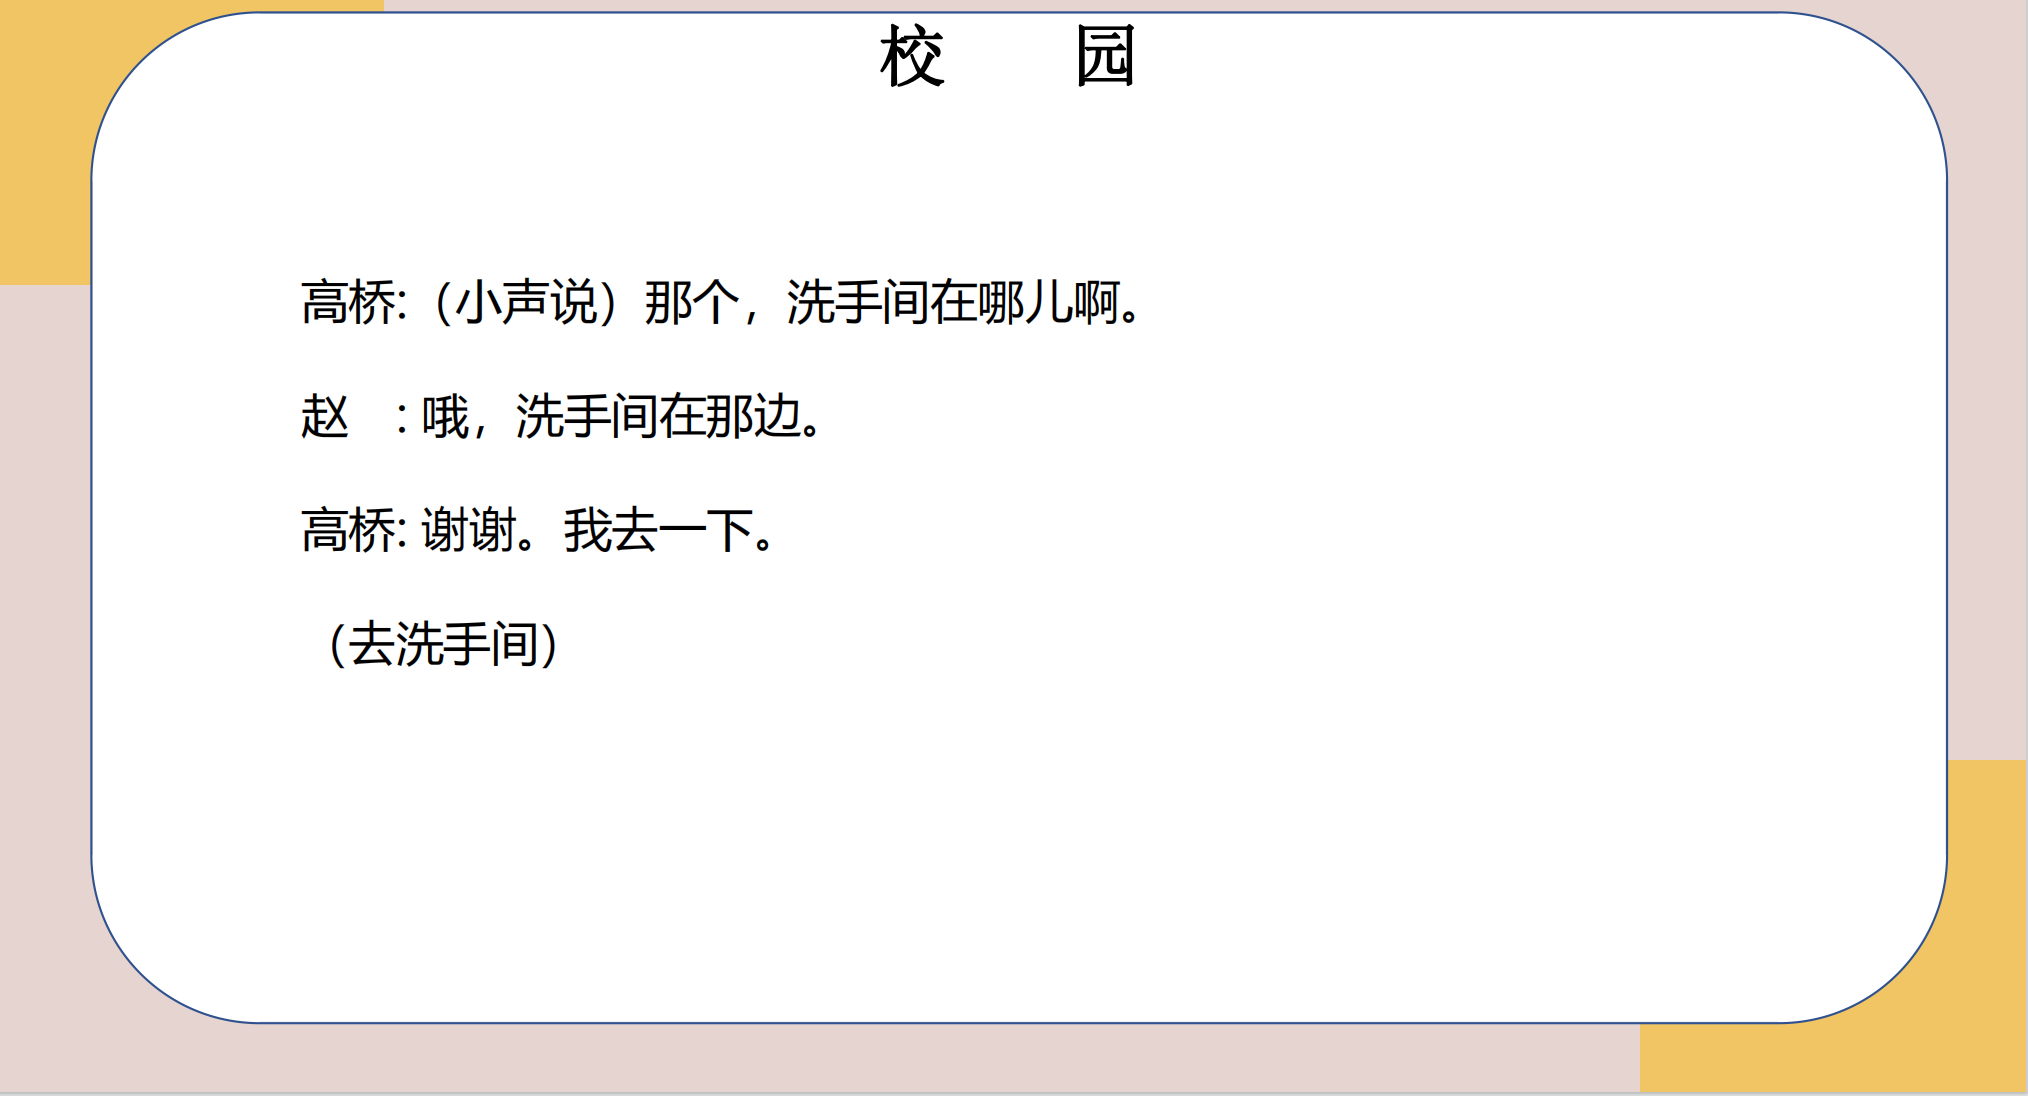 校　　园
高桥:（小声说）那个，洗手间在哪儿啊。
赵　: 哦，洗手间在那边。
高桥: 谢谢。我去一下。
（去洗手间）